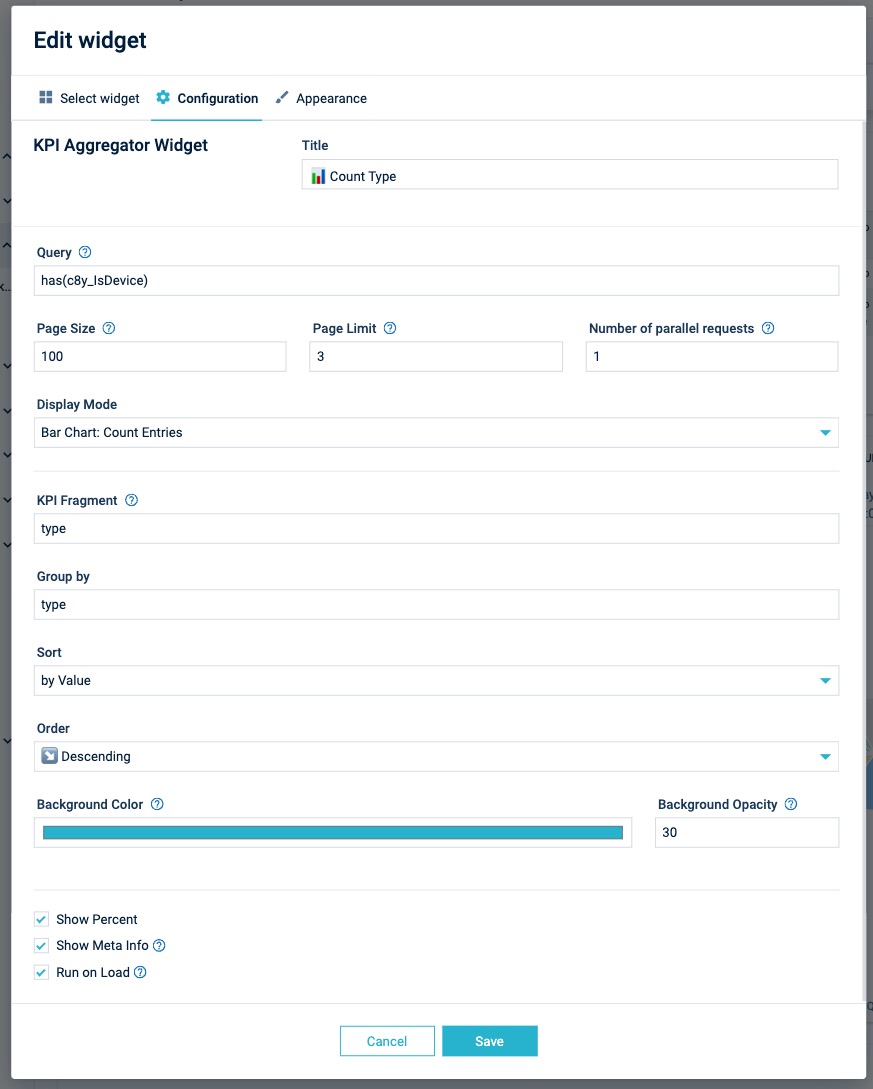 Edit widget
Select widget
Configuration
Appearance
KPI Aggregator Widget
Title
Count Type
Query
has(c8y_IsDevice)
Page Size
Page Limit
Number of parallel requests
100
3
1
Display Mode
Bar Chart: Count Entries
KPI Fragment
type
Group by
type
Sort
by Value
Order
Descending
Background Color
Background Opacity
30
Show Percent
Show Meta Info
Run on Load
Cancel
Save